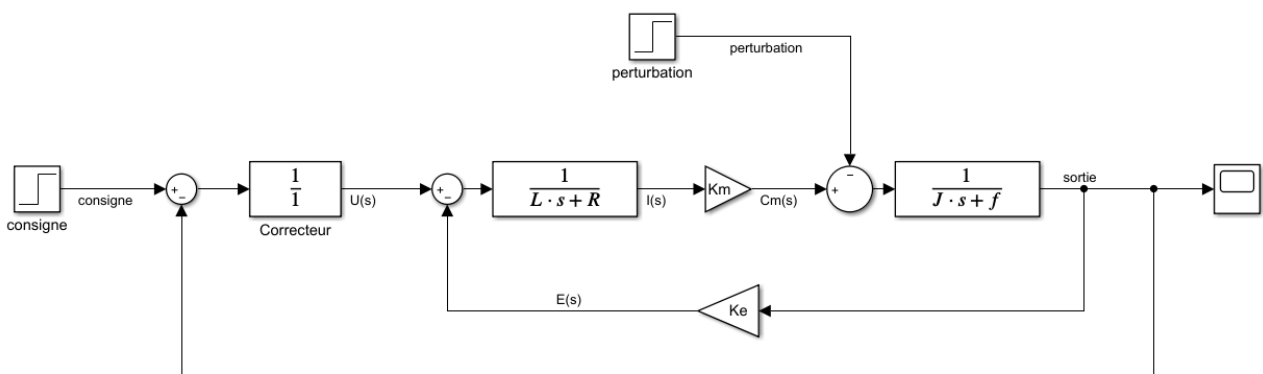 perturbation
perturbation
consigne
consigne
+
−
1
1
Correcteur
U(s)
+
−
1
L · s + R
I(s)
Km
Cm(s)
+
−
1
J · s + f
sortie
E(s)
Ke